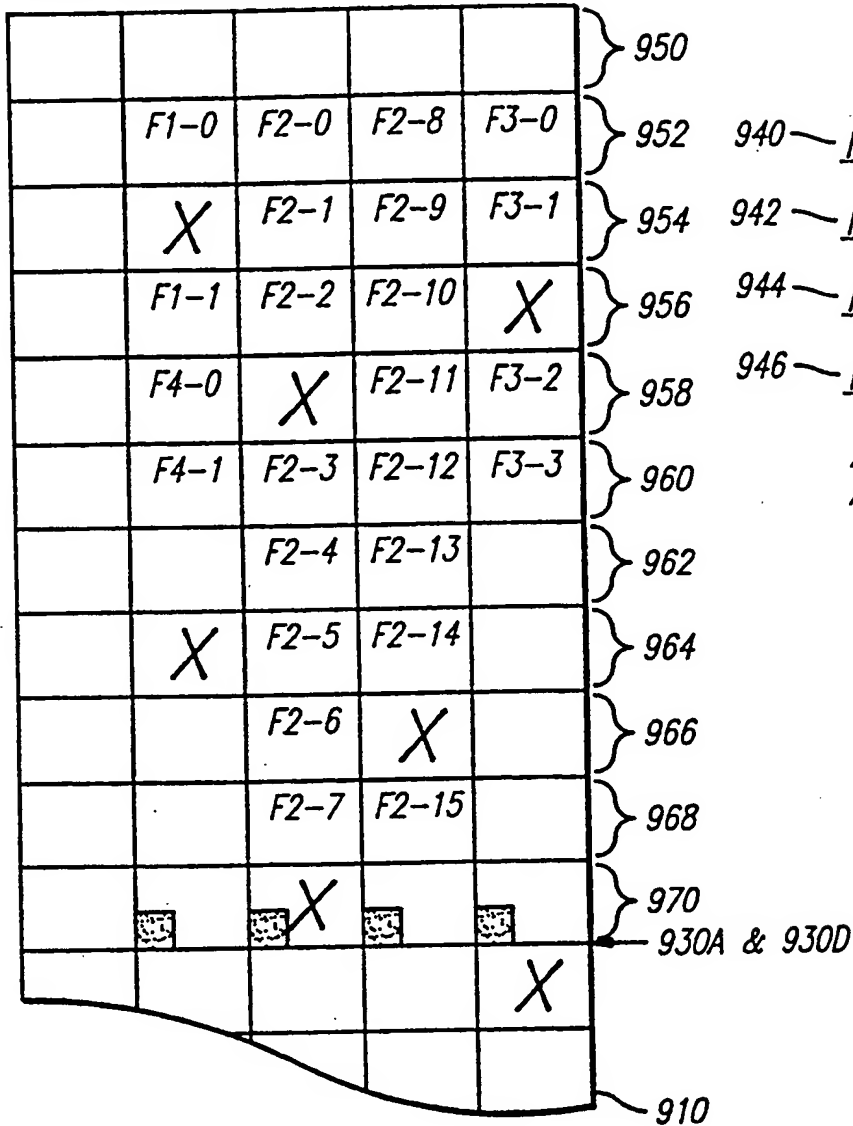 950
F1-0 F2-0 F2-8 F3-0 952 940
X F2-1 F2-9 F3-1 954 942
F1-1 F2-2 F2-10 X 956 944
F4-0 X F2-11 F3-2 958 946
F4-1 F2-3 F2-12 F3-3 960
F2-4 F2-13 962
X F2-5 F2-14 964
F2-6 X 966
F2-7 F2-15 968
X 970
930A & 930D
X
910